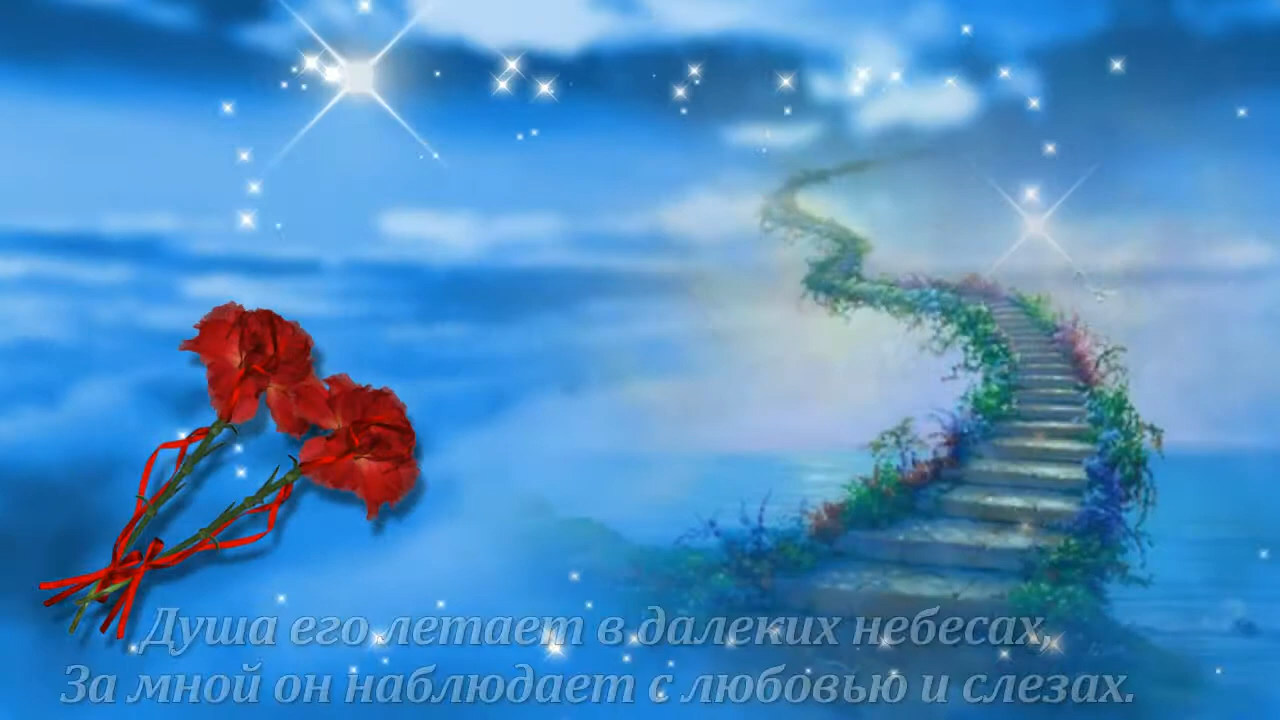 Душа его летает в далеких небесах,
За мной он наблюдает с любовью и слезах.